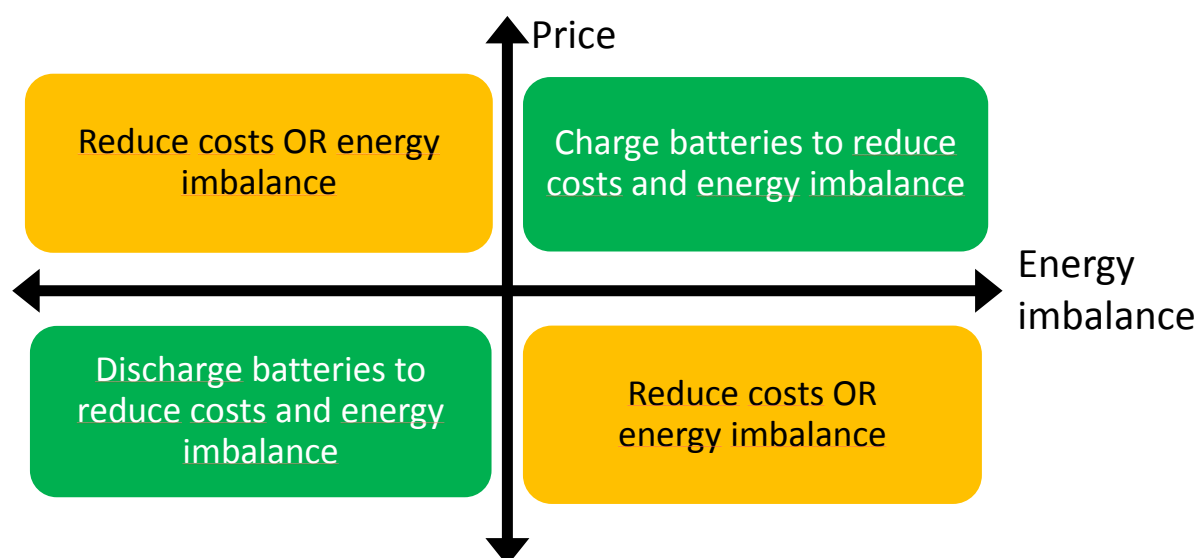 Price
Reduce costs OR energy
imbalance
Charge batteries to reduce
costs and energy imbalance
Energy
imbalance
Discharge batteries to
reduce costs and energy
imbalance
Reduce costs OR
energy imbalance